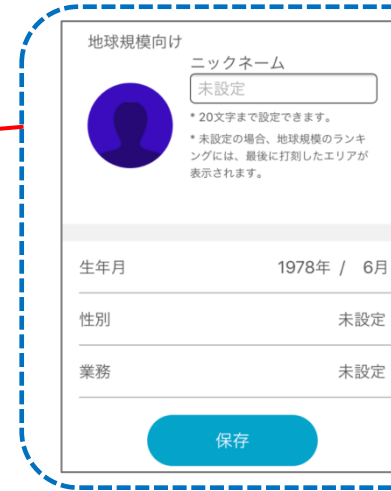 地球規模向け
ニックネーム
未設定
* 20文字まで設定できます。
* 未設定の場合、地球規模のランキ
ングには、最後に打刻したエリアが
表示されます。
生年月 1978年 / 6月
性別 未設定
業務 未設定
保存